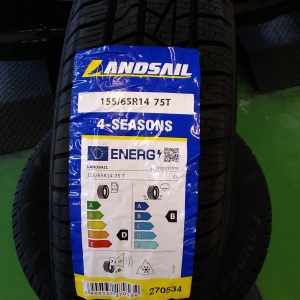 LANDSAIL
155/65R14 75T
4-SEASONS
ENERG
LANDSAIL
155/65R14 75 T
A
B
C
D
E
D
A
B
C
D
E
B
270534